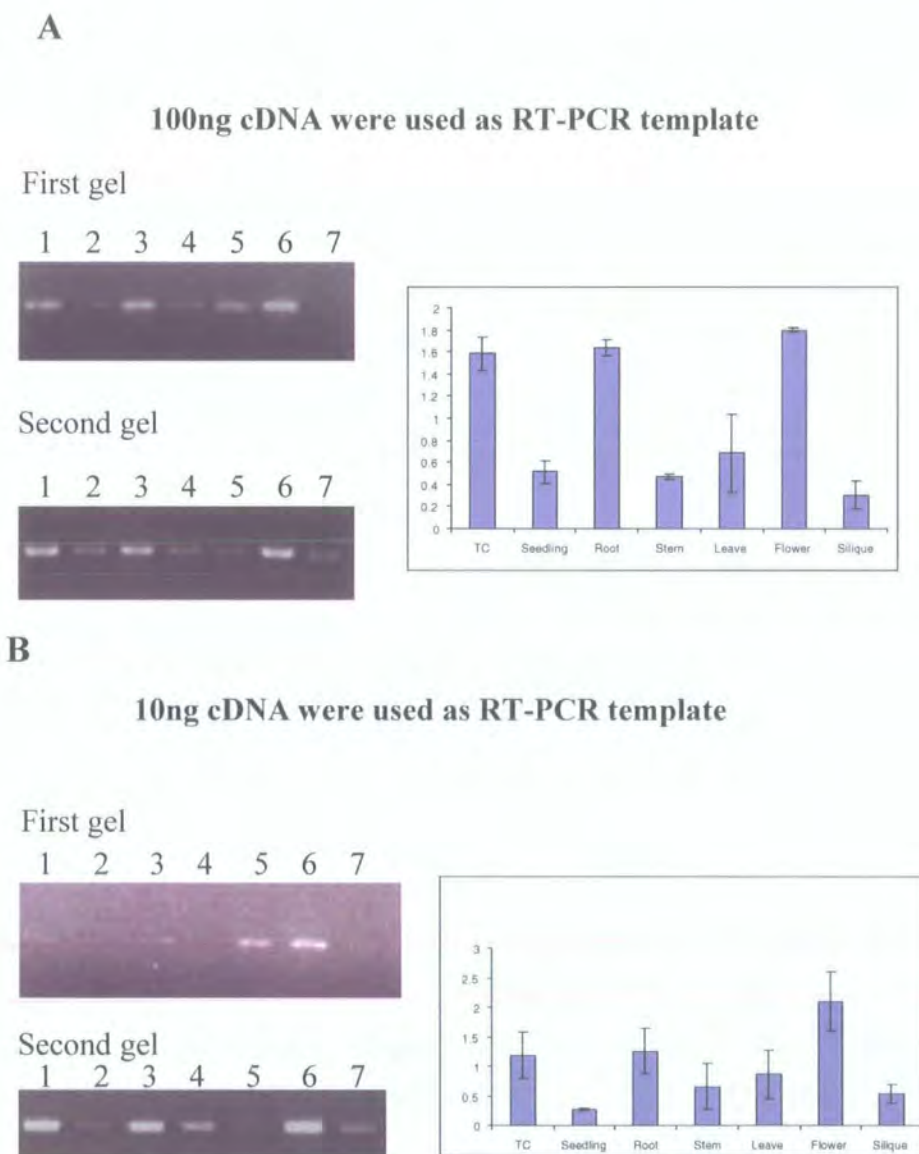 A
100ng cDNA were used as RT-PCR template
First gel
1 2 3 4 5 6 7
Second gel
1 2 3 4 5 6 7
2
1.8
1.6
1.4
1.2
1
0.8
0.6
0.4
0.2
0
TC Seedling Root Stem Leave Flower Silique
B
10ng cDNA were used as RT-PCR template
First gel
1 2 3 4 5 6 7
Second gel
1 2 3 4 5 6 7
3
2.5
2
1.5
1
0.5
0
TC Seedling Root Stem Leave Flower Silique